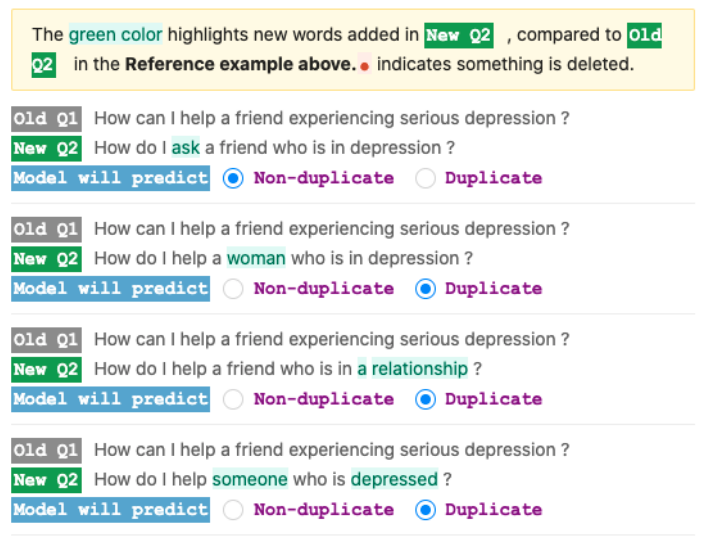 The green color highlights new words added in New Q2 , compared to Old
Q2 in the Reference example above. ● indicates something is deleted.
Old Q1 How can I help a friend experiencing serious depression ?
New Q2 How do I ask a friend who is in depression ?
Model will predict Non-duplicate Duplicate
Old Q1 How can I help a friend experiencing serious depression ?
New Q2 How do I help a woman who is in depression ?
Model will predict Non-duplicate Duplicate
Old Q1 How can I help a friend experiencing serious depression ?
New Q2 How do I help a friend who is in a relationship ?
Model will predict Non-duplicate Duplicate
Old Q1 How can I help a friend experiencing serious depression ?
New Q2 How do I help someone who is depressed ?
Model will predict Non-duplicate Duplicate